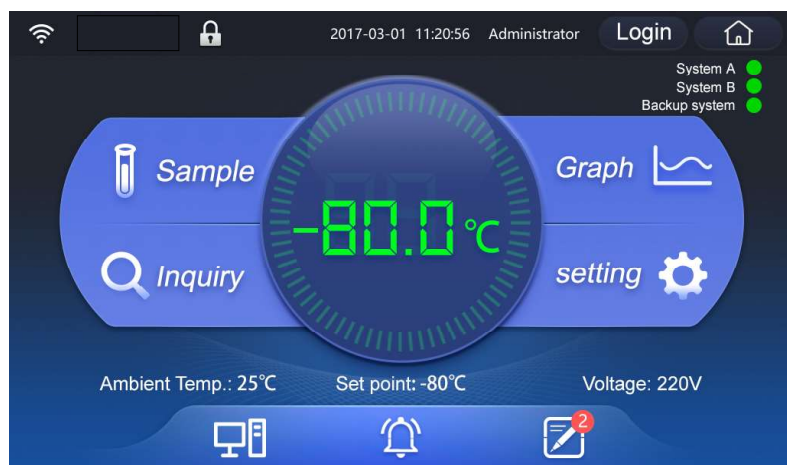 2017-03-01 11:20:56 Administrator Login
System A
System B
Backup system
Sample
Graph
-80.0 ℃
Inquiry
setting
Ambient Temp.: 25℃ Set point: -80℃ Voltage: 220V
2